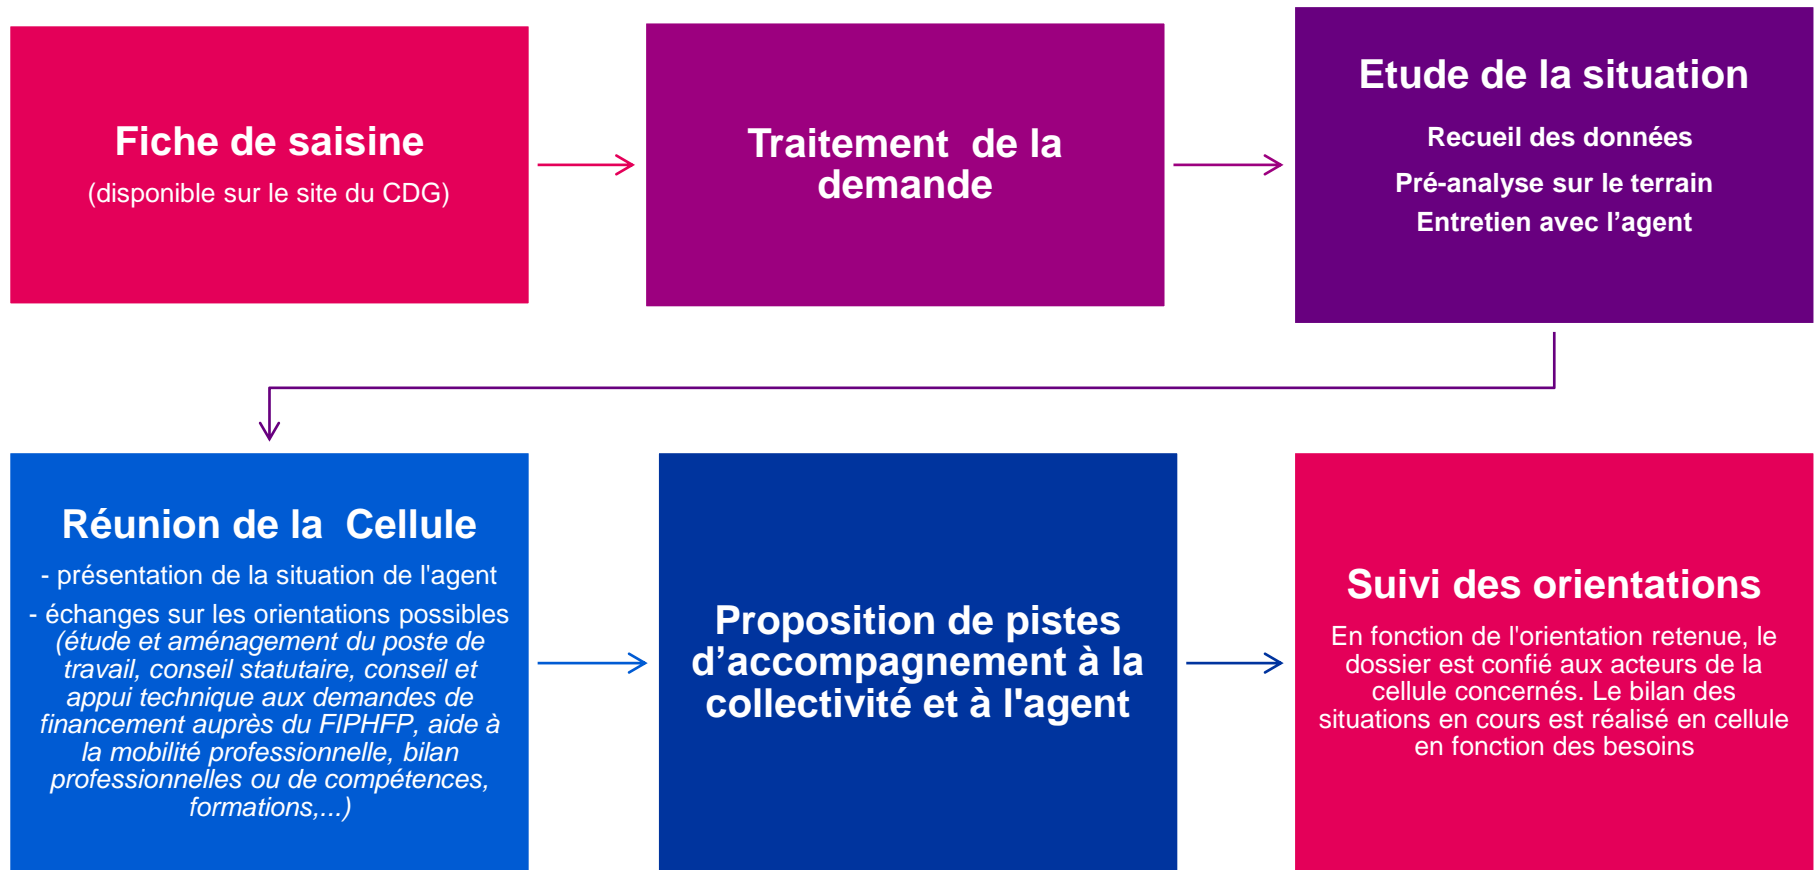 Fiche de saisine
(disponible sur le site du CDG)
Traitement  de la
demande
Etude de la situation
Recueil des données
Pré-analyse sur le terrain
Entretien avec l’agent
Réunion de la  Cellule
- présentation de la situation de l'agent
- échanges sur les orientations possibles
(étude et aménagement du poste de
travail, conseil statutaire, conseil et
appui technique aux demandes de
financement auprès du FIPHFP, aide à
la mobilité professionnelle, bilan
professionnelles ou de compétences,
formations,...)
Proposition de pistes
d’accompagnement à la
collectivité et à l'agent
Suivi des orientations
En fonction de l'orientation retenue, le
dossier est confié aux acteurs de la
cellule concernés. Le bilan des
situations en cours est réalisé en cellule
en fonction des besoins